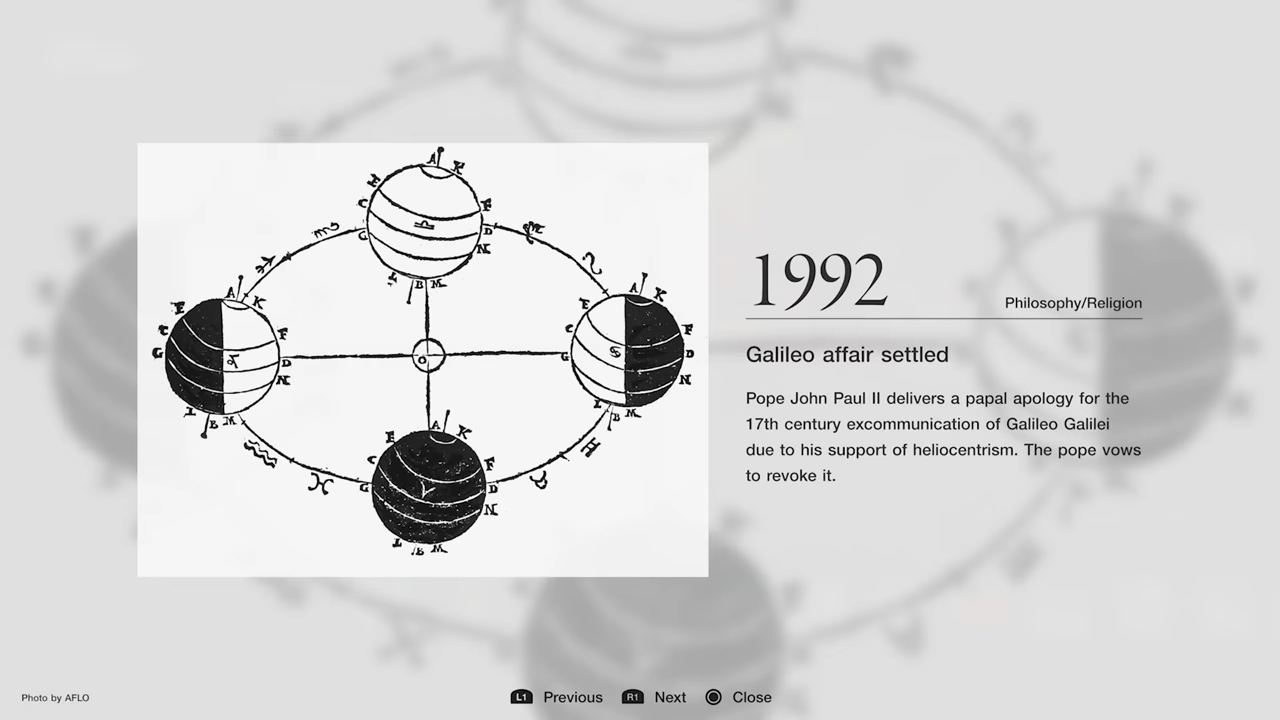 1992
Philosophy/Religion
Galileo affair settled
Pope John Paul II delivers a papal apology for the
17th century excommunication of Galileo Galilei
due to his support of heliocentrism. The pope vows
to revoke it.
Photo by AFLO
L1 Previous R1 Next Close